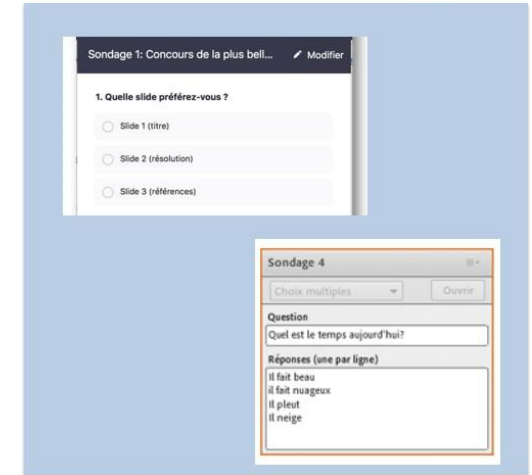 Sondage 1: Concours de la plus bell... Modifier
1. Quelle slide préférez-vous ?
Slide 1 (titre)
Slide 2 (résolution)
Slide 3 (références)
Sondage 4
Choix multiples Ouvrir
Question
Quel est le temps aujourd'hui?
Réponses (une par ligne)
Il fait beau
il fait nuageux
Il pleut
Il neige